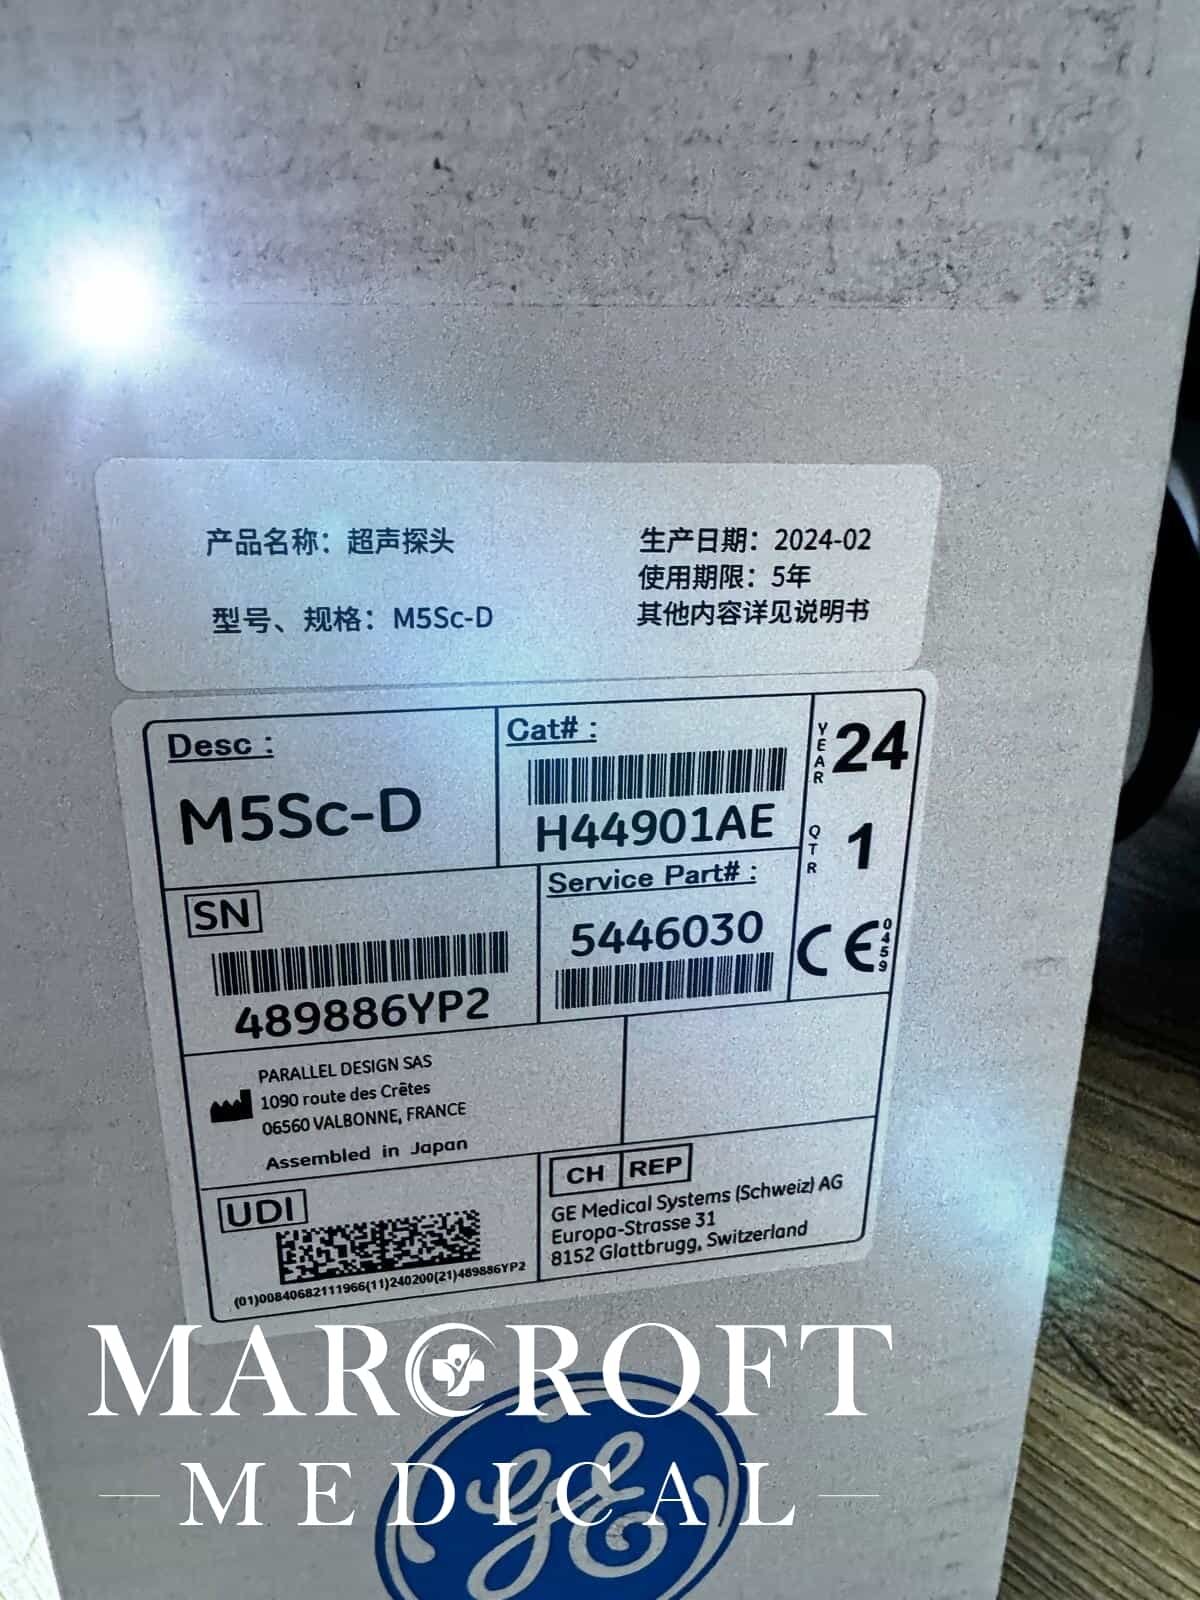 产品名称：超声探头
型号、规格：M5Sc-D
生产日期：2024-02
使用期限：5年
其他内容详见说明书
Desc :
M5Sc-D
Cat# :
H44901AE
YEAR 24
QTR 1
SN
489886YP2
Service Part# :
5446030
CE 0459
PARALLEL DESIGN SAS
1090 route des Crêtes
06560 VALBONNE, FRANCE
Assembled in Japan
UDI
(01)00840682111966(11)240200(21)489886YP2
CH REP
GE Medical Systems (Schweiz) AG
Europa-Strasse 31
8152 Glattbrugg, Switzerland
MARCROFT
MEDICAL
GE